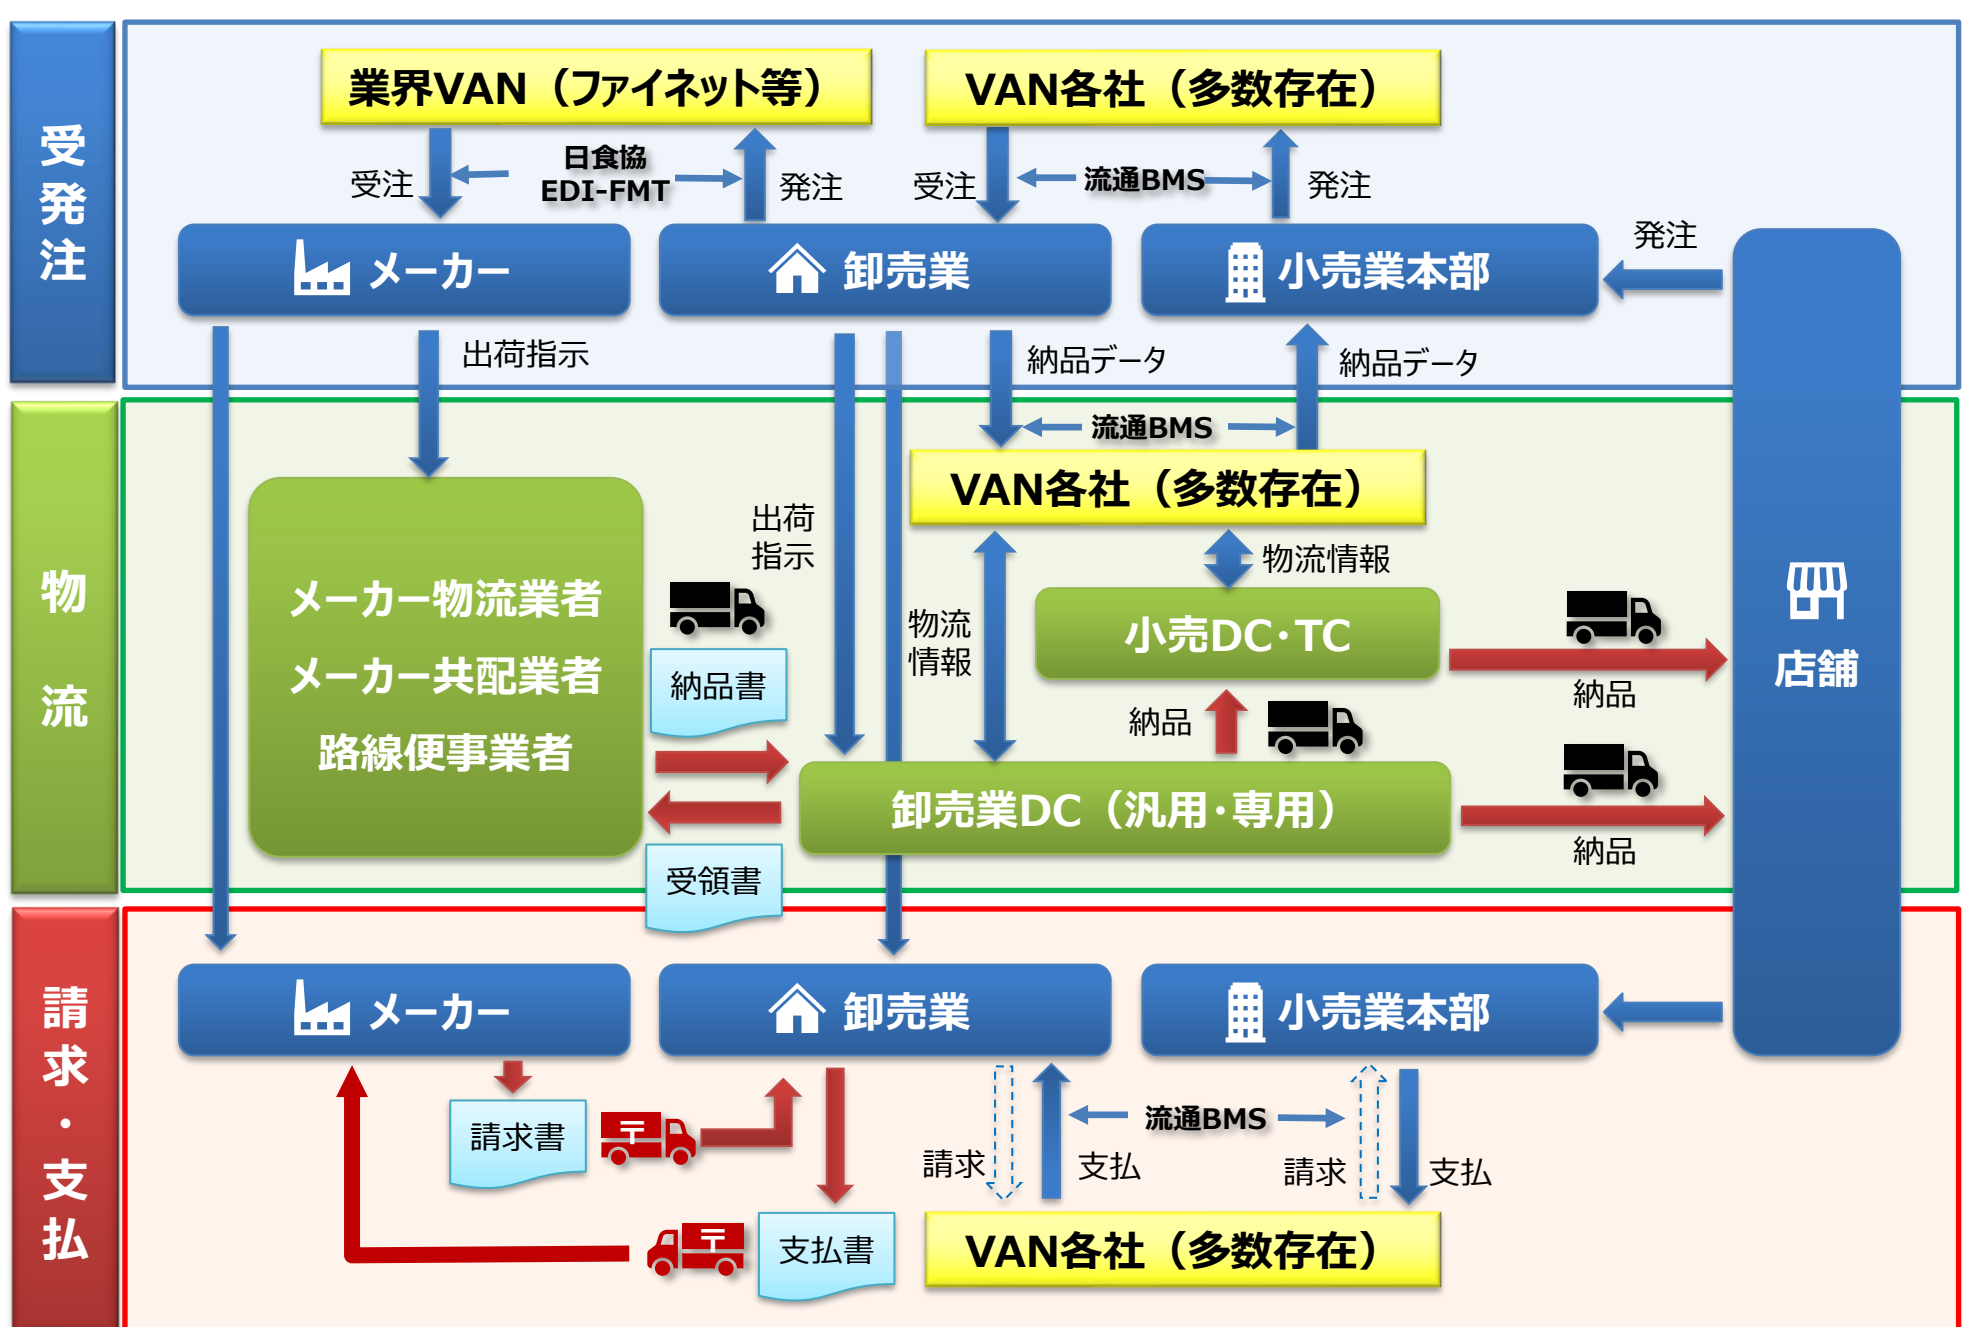 受発注
業界VAN（ファイネット等）
VAN各社（多数存在）
受注
日食協
EDI-FMT
発注
受注
流通BMS
発注
メーカー
卸売業
小売業本部
発注
出荷指示
納品データ
納品データ
物流
流通BMS
VAN各社（多数存在）
出荷
指示
物流情報
メーカー物流業者
メーカー共配業者
路線便事業者
納品書
物流
情報
小売DC・TC
店舗
納品
納品
卸売業DC（汎用・専用）
納品
受領書
請求・支払
メーカー
卸売業
小売業本部
請求書
流通BMS
請求
支払
請求
支払
支払書
VAN各社（多数存在）